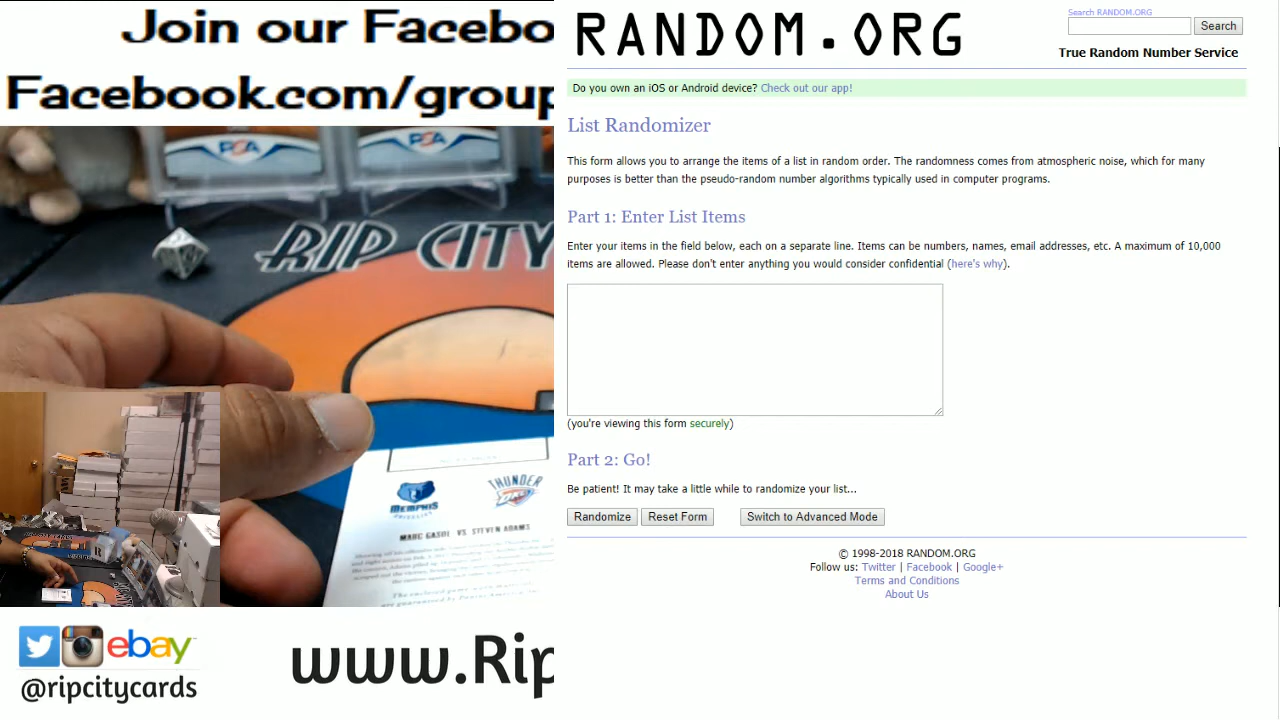 Join our Facebo
Facebook.com/group
PSA
PSA
RIP CITY
MEMPHIS
THUNDER
OKC
MARC GASOL VS. STEVEN ADAMS
ebay
@ripcitycards
www.Rip
RANDOM.ORG
Search RANDOM.ORG
Search
True Random Number Service
Do you own an iOS or Android device? Check out our app!
List Randomizer
This form allows you to arrange the items of a list in random order. The randomness comes from atmospheric noise, which for many
purposes is better than the pseudo-random number algorithms typically used in computer programs.
Part 1: Enter List Items
Enter your items in the field below, each on a separate line. Items can be numbers, names, email addresses, etc. A maximum of 10,000
items are allowed. Please don't enter anything you would consider confidential (here's why).
(you're viewing this form securely)
Part 2: Go!
Be patient! It may take a little while to randomize your list...
Randomize Reset Form Switch to Advanced Mode
© 1998-2018 RANDOM.ORG
Follow us: Twitter | Facebook | Google+
Terms and Conditions
About Us